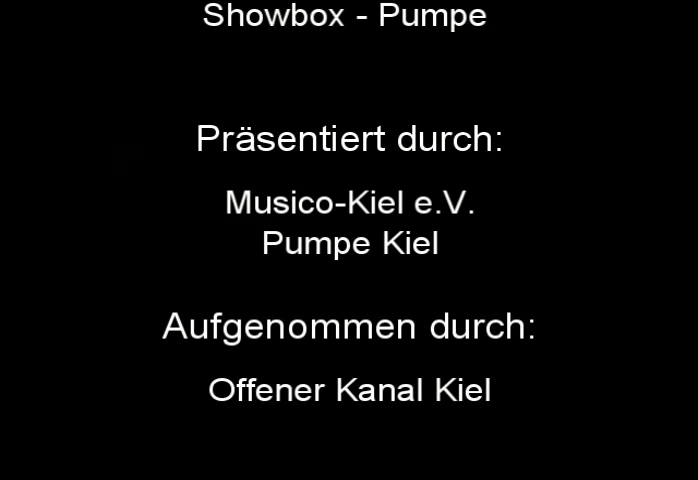 Showbox - Pumpe
Präsentiert durch:
Musico-Kiel e.V.
Pumpe Kiel
Aufgenommen durch:
Offener Kanal Kiel